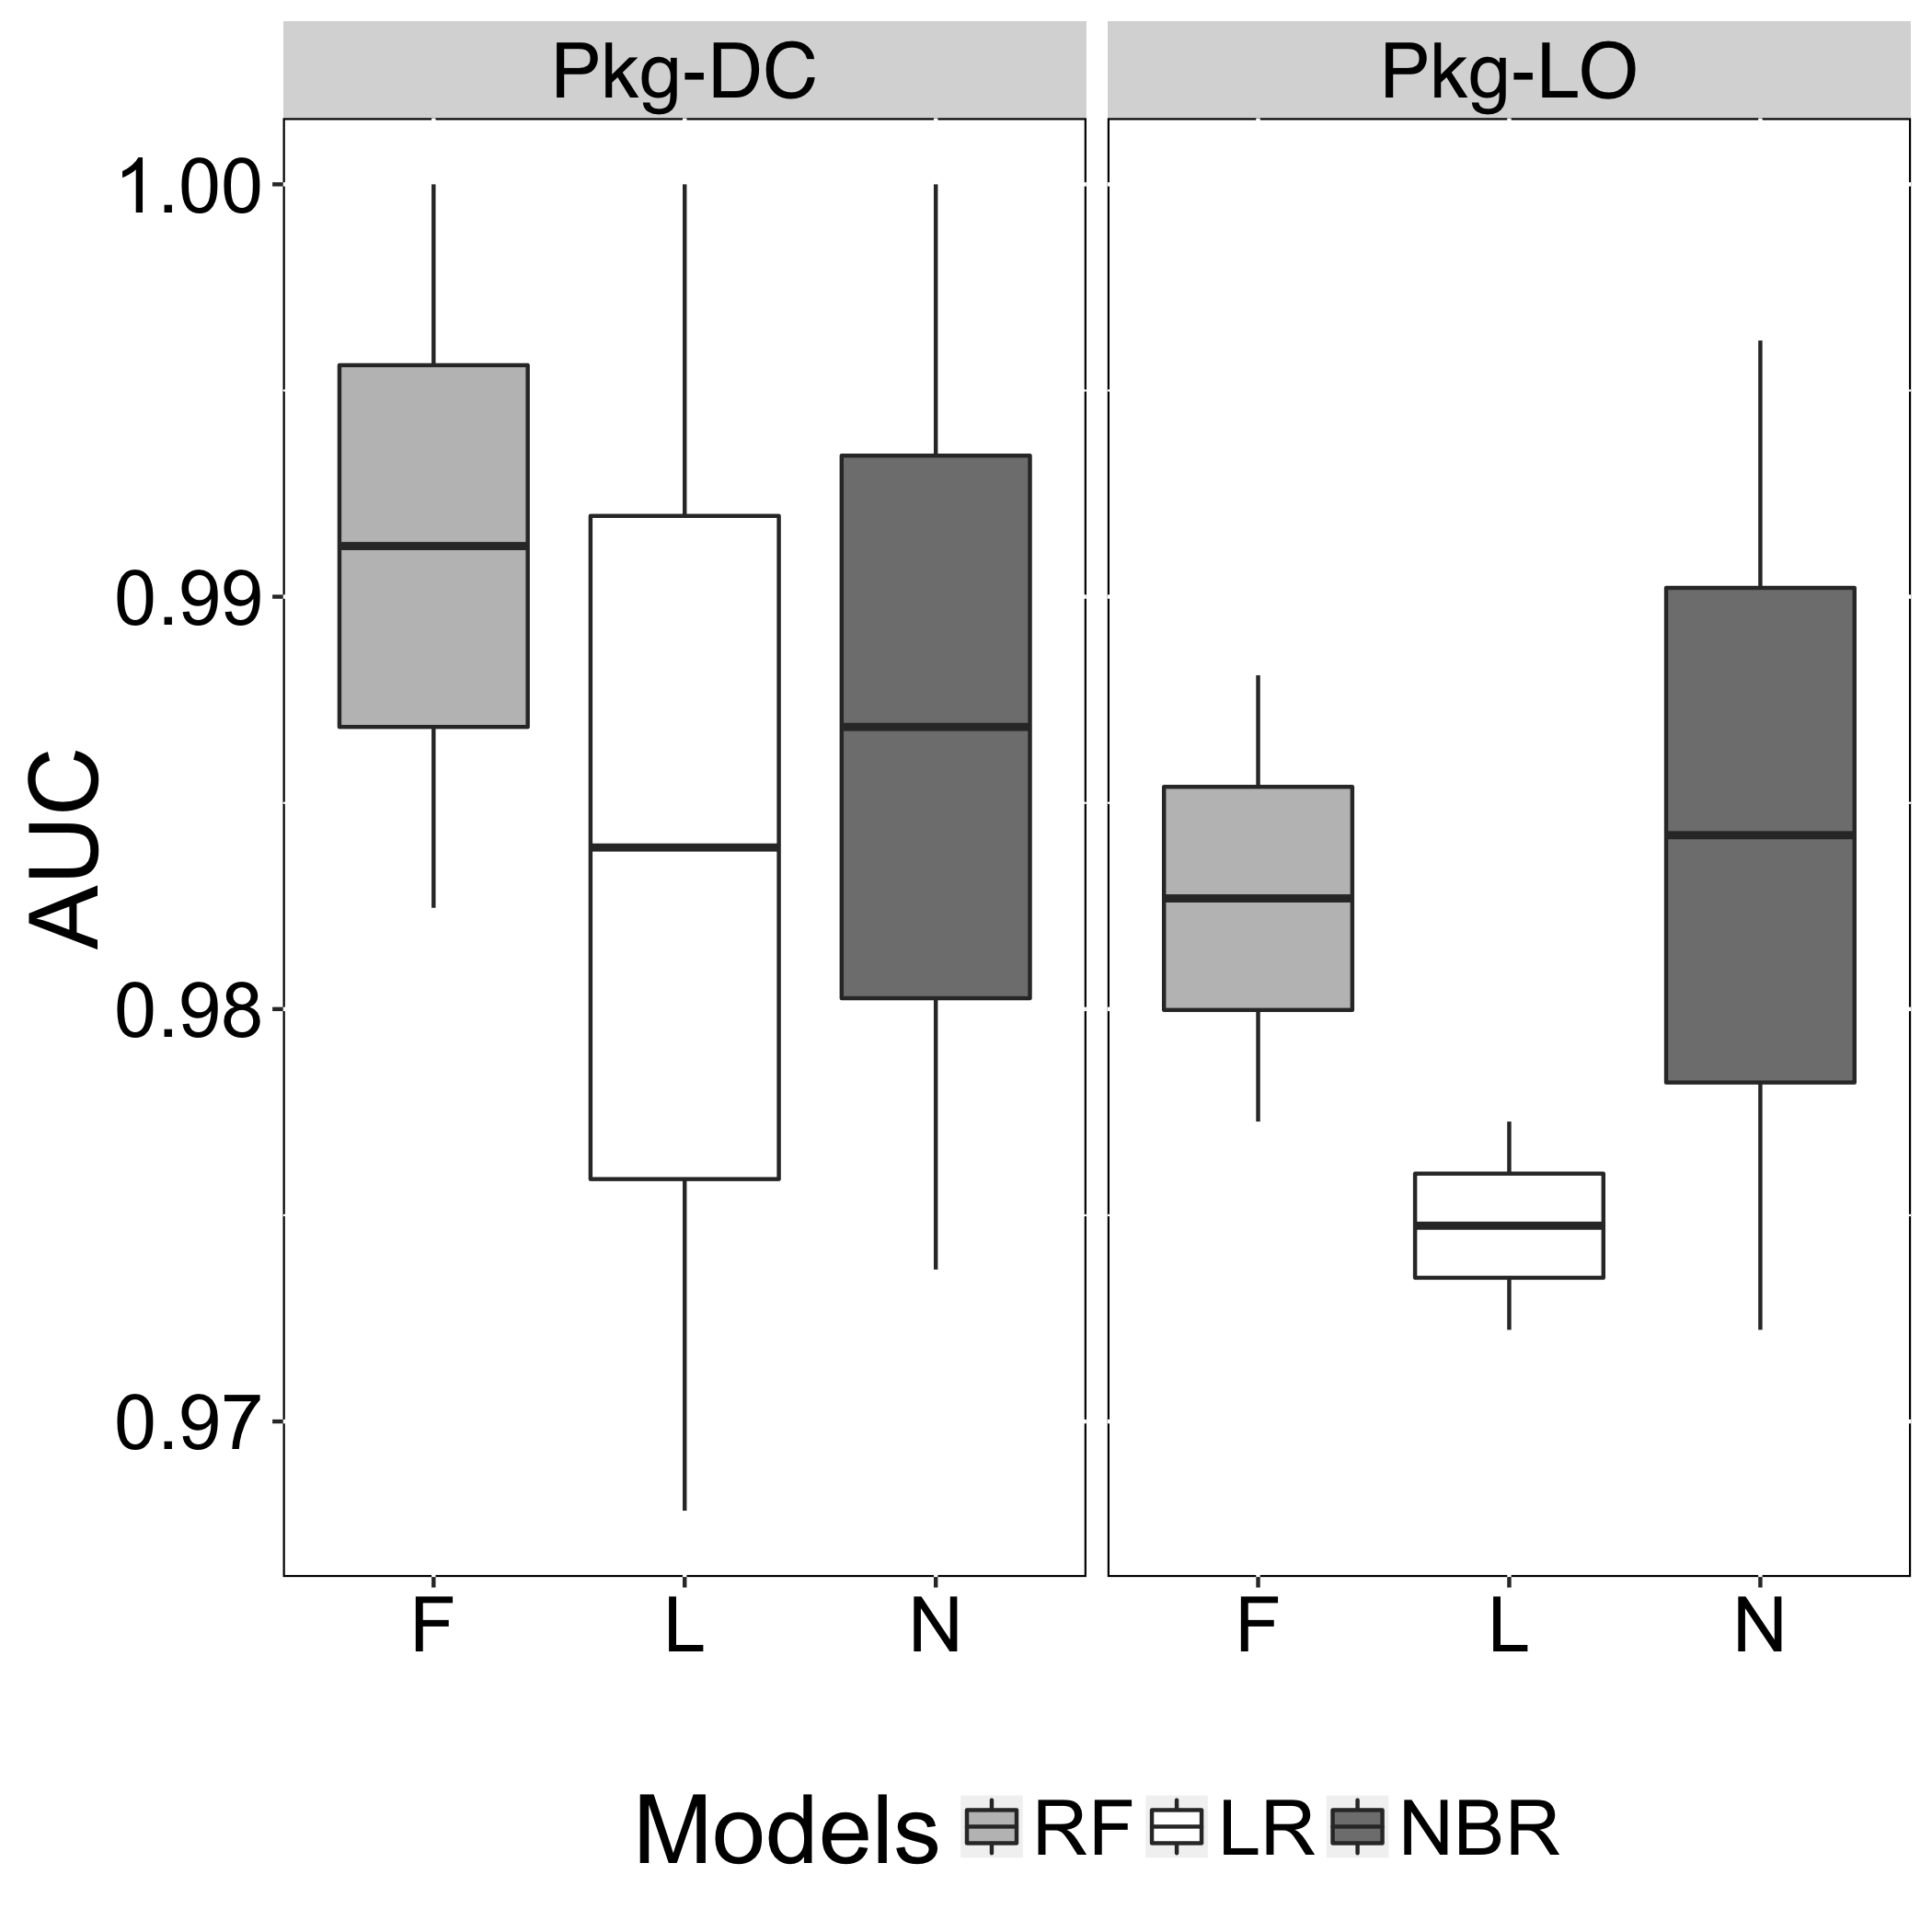 Pkg-DC Pkg-LO
1.00
0.99
0.98
0.97
AUC
F L N F L N
Models RF LR NBR